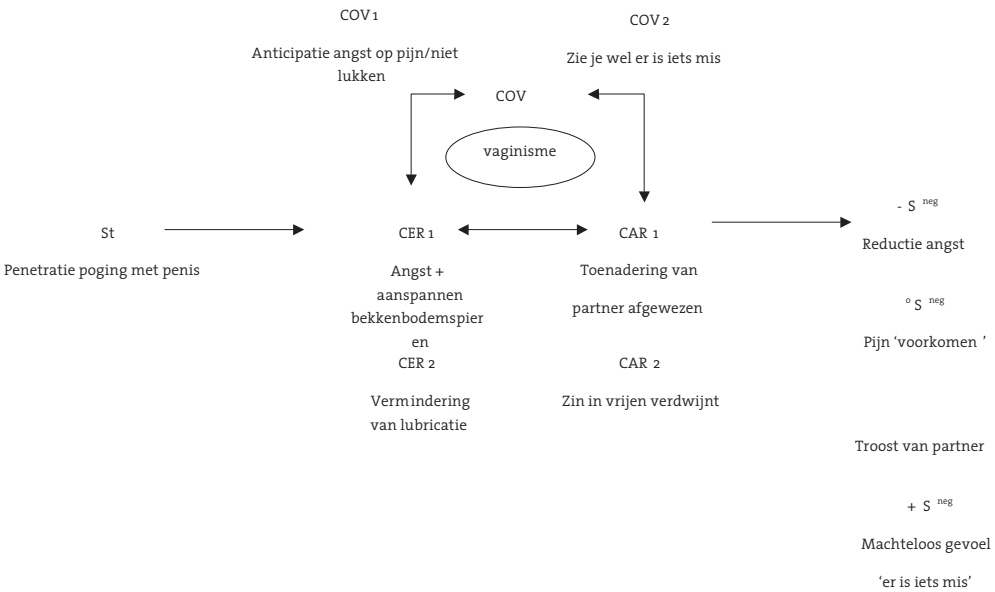 COV 1
Anticipatie angst op pijn/niet
lukken
COV 2
Zie je wel er is iets mis
COV
vaginisme
St
Penetratie poging met penis
CER 1
Angst +
aanspannen
bekkenbodemspier
en
CER 2
Vermindering
van lubricatie
CAR 1
Toenadering van
partner afgewezen
CAR 2
Zin in vrijen verdwijnt
- S neg
Reductie angst
° S neg
Pijn ‘voorkomen ’
Troost van partner
+ S neg
Machteloos gevoel
‘er is iets mis’